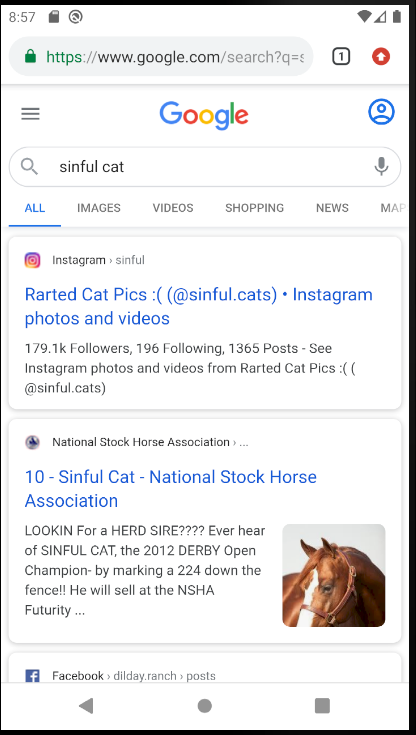 8:57
https://www.google.com/search?q=s
1
Google
sinful cat
ALL IMAGES VIDEOS SHOPPING NEWS MAP
Instagram › sinful
Rarted Cat Pics :( (@sinful.cats) • Instagram
photos and videos
179.1k Followers, 196 Following, 1365 Posts - See
Instagram photos and videos from Rarted Cat Pics :( (
@sinful.cats)
National Stock Horse Association › ...
10 - Sinful Cat - National Stock Horse
Association
LOOKIN For a HERD SIRE???? Ever hear
of SINFUL CAT, the 2012 DERBY Open
Champion- by marking a 224 down the
fence!! He will sell at the NSHA
Futurity ...
Facebook › dilday.ranch › posts